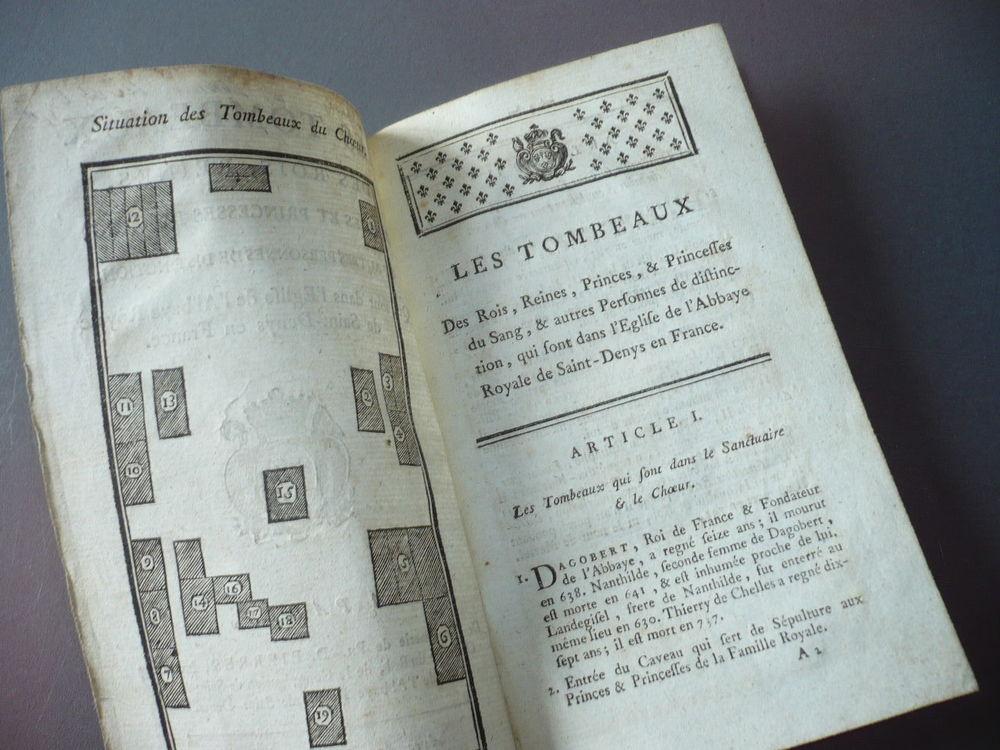 Situation des Tombeaux du Chœur
12
11
13
10
2
3
4
15
9
5
14
16
8
17
18
6
7
19
LES TOMBEAUX
Des Rois, Reines, Princes, & Princeſſes
du Sang, & autres Perſonnes de diſtinc-
tion, qui ſont dans l'Egliſe de l'Abbaye
Royale de Saint-Denys en France.
ARTICLE I.
Les Tombeaux qui ſont dans le Sanctuaire
& le Chœur.
1. DAGOBERT, Roi de France & Fondateur
de l'Abbaye, a regné ſeize ans; il mourut
en 638. Nanthilde, ſeconde femme de Dagobert,
eſt morte en 641, & eſt inhumée proche de lui,
Landegiſel, frere de Nanthilde, fut enterré au
même lieu en 630. Thierry de Chelles a regné dix-
ſept ans; il eſt mort en 737.
2. Entrée du Caveau qui ſert de Sépulture aux
Princes & Princeſſes de la Famille Royale.
A 2